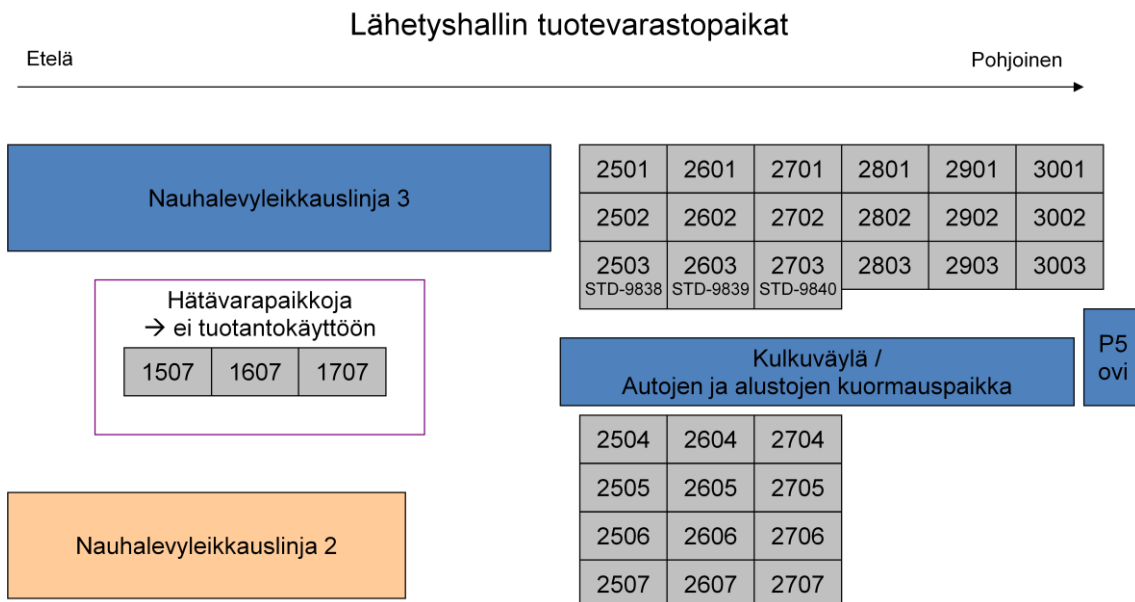 Lähetyshallin tuotevarastopaikat
Etelä Pohjoinen
Nauhalevyleikkauslinja 3
2501 2601 2701 2801 2901 3001
2502 2602 2702 2802 2902 3002
2503 2603 2703 2803 2903 3003
STD-9838 STD-9839 STD-9840
Hätävarapaikkoja
→ ei tuotantokäyttöön
1507 1607 1707
Kulkuväylä /
Autojen ja alustojen kuormauspaikka
P5
ovi
2504 2604 2704
2505 2605 2705
2506 2606 2706
2507 2607 2707
Nauhalevyleikkauslinja 2